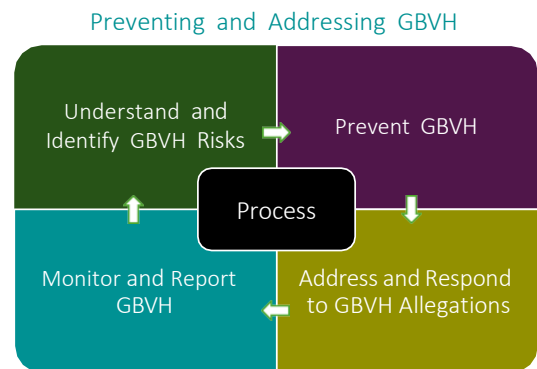 Preventing and Addressing GBVH
Understand and
Identify GBVH Risks
Prevent GBVH
Process
Monitor and Report
GBVH
Address and Respond
to GBVH Allegations